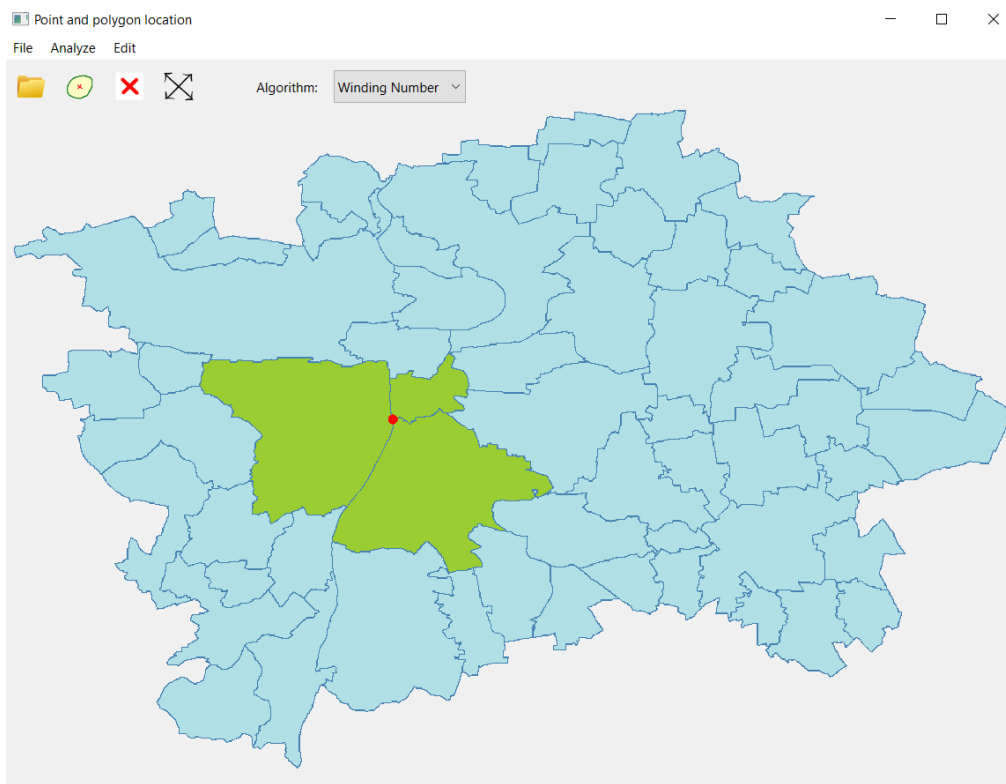 Point and polygon location
File Analyze Edit
Algorithm: Winding Number